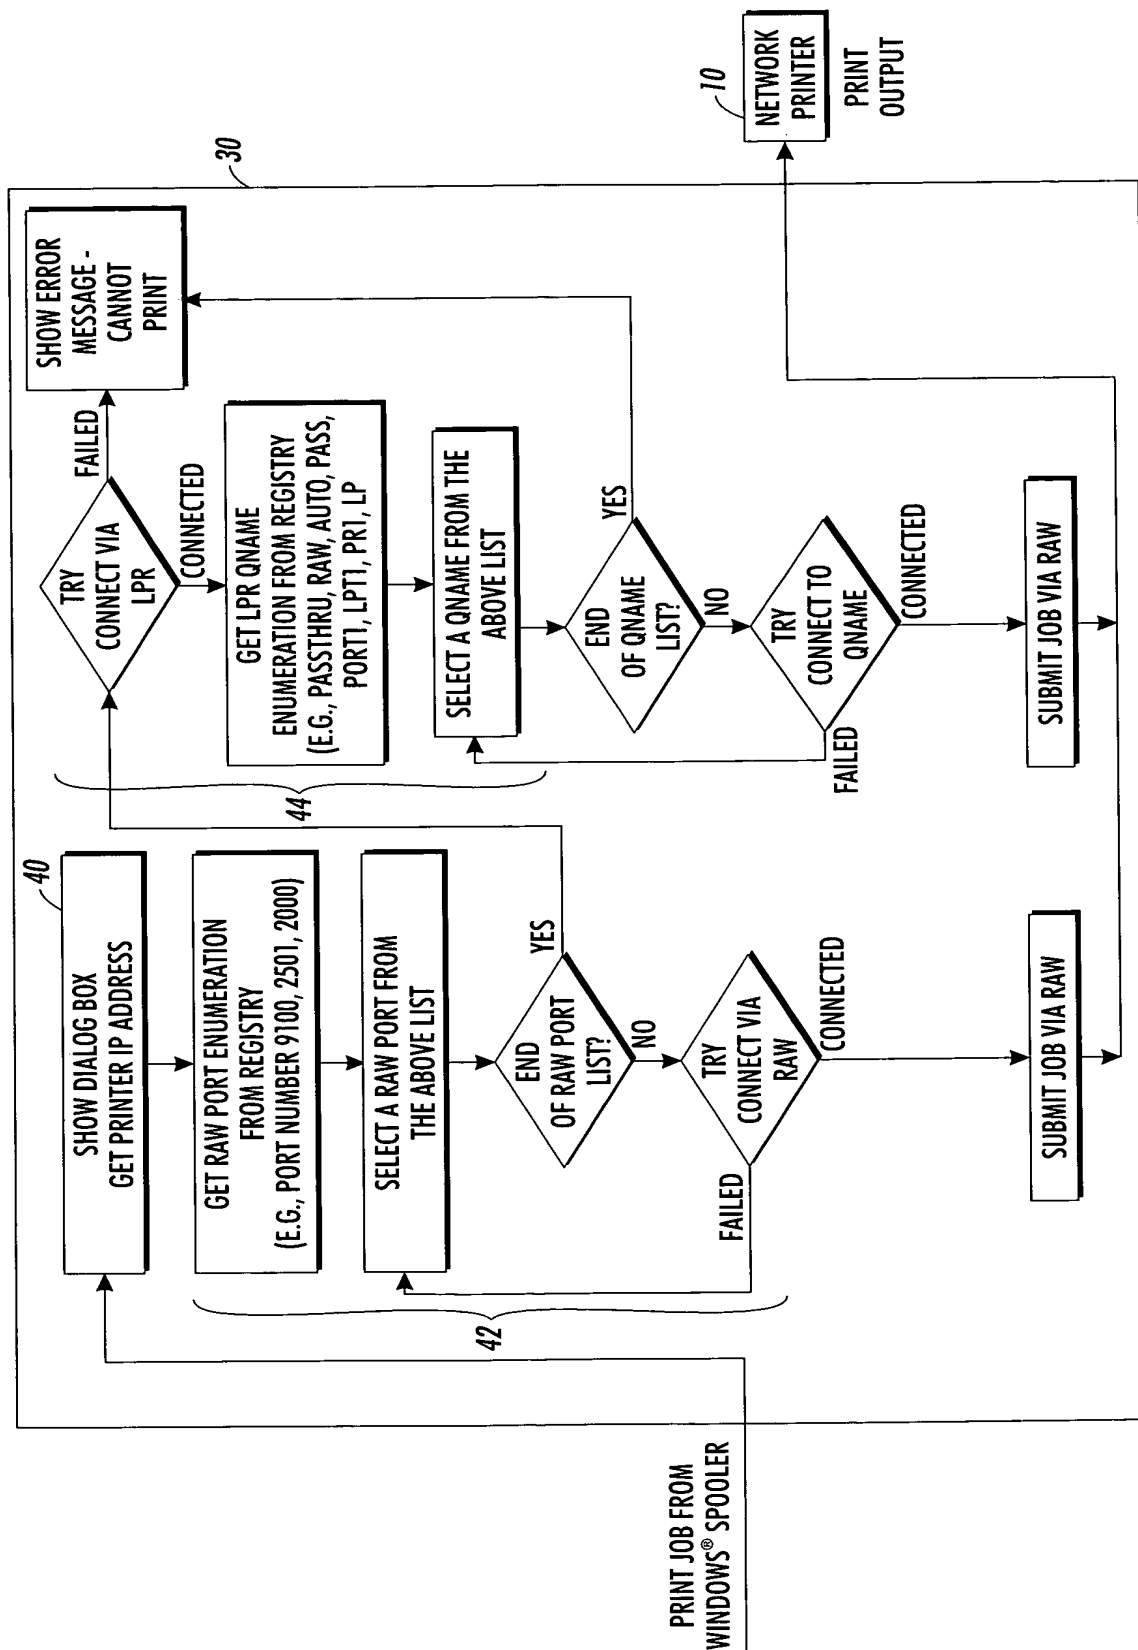 PRINT JOB FROM
WINDOWS® SPOOLER
30
40
SHOW DIALOG BOX
GET PRINTER IP ADDRESS
42
GET RAW PORT ENUMERATION
FROM REGISTRY
(E.G., PORT NUMBER 9100, 2501, 2000)
SELECT A RAW PORT FROM
THE ABOVE LIST
END
OF RAW PORT
LIST?
YES
NO
TRY
CONNECT VIA
RAW
FAILED
CONNECTED
SUBMIT JOB VIA RAW
44
TRY
CONNECT VIA
LPR
FAILED
SHOW ERROR
MESSAGE -
CANNOT
PRINT
CONNECTED
GET LPR QNAME
ENUMERATION FROM REGISTRY
(E.G., PASSTHRU, RAW, AUTO, PASS,
PORT1, LPT1, PR1, LP
SELECT A QNAME FROM THE
ABOVE LIST
END
OF QNAME
LIST?
YES
NO
TRY
CONNECT TO
QNAME
FAILED
CONNECTED
SUBMIT JOB VIA RAW
10
NETWORK
PRINTER
PRINT
OUTPUT